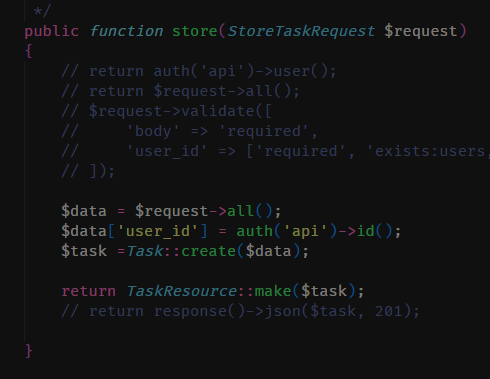 */
public function store(StoreTaskRequest $request)
{
// return auth('api')->user();
// return $request->all();
// $request->validate([
//     'body' => 'required',
//     'user_id' => ['required', 'exists:users,
// ]);
$data = $request->all();
$data['user_id'] = auth('api')->id();
$task =Task::create($data);
return TaskResource::make($task);
// return response()->json($task, 201);
}